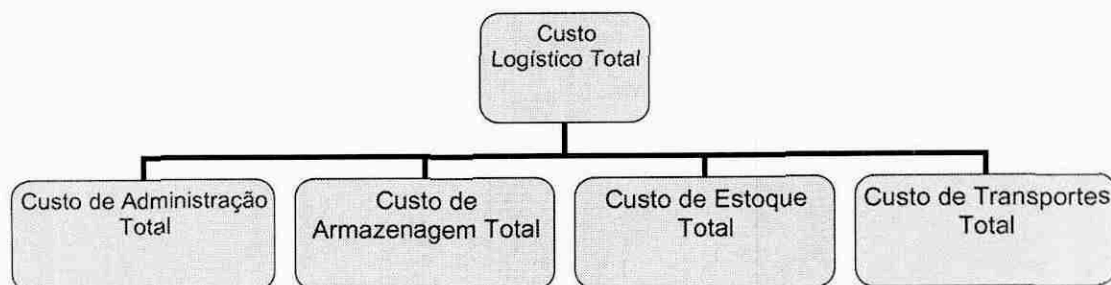 Custo
Logístico Total
Custo de Administração
Total
Custo de
Armazenagem Total
Custo de Estoque
Total
Custo de Transportes
Total